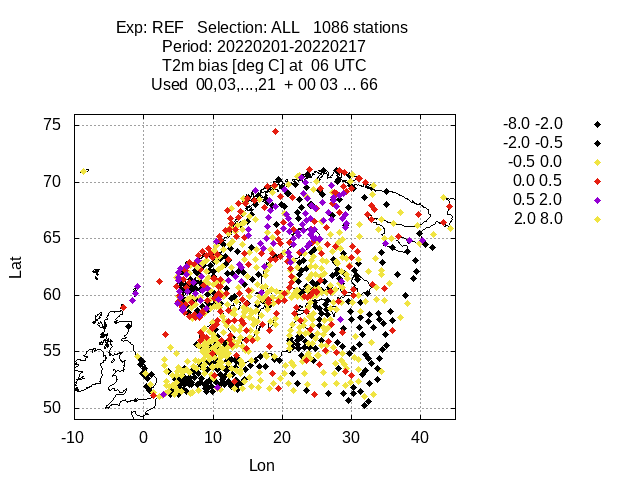 Exp: REF   Selection: ALL   1086 stations
Period: 20220201-20220217
T2m bias [deg C] at  06 UTC
Used  00,03,...,21  + 00 03 ... 66
-8.0 -2.0
-2.0 -0.5
-0.5 0.0
0.0 0.5
0.5 2.0
2.0 8.0
75
70
65
60
55
50
Lat
-10 0 10 20 30 40
Lon